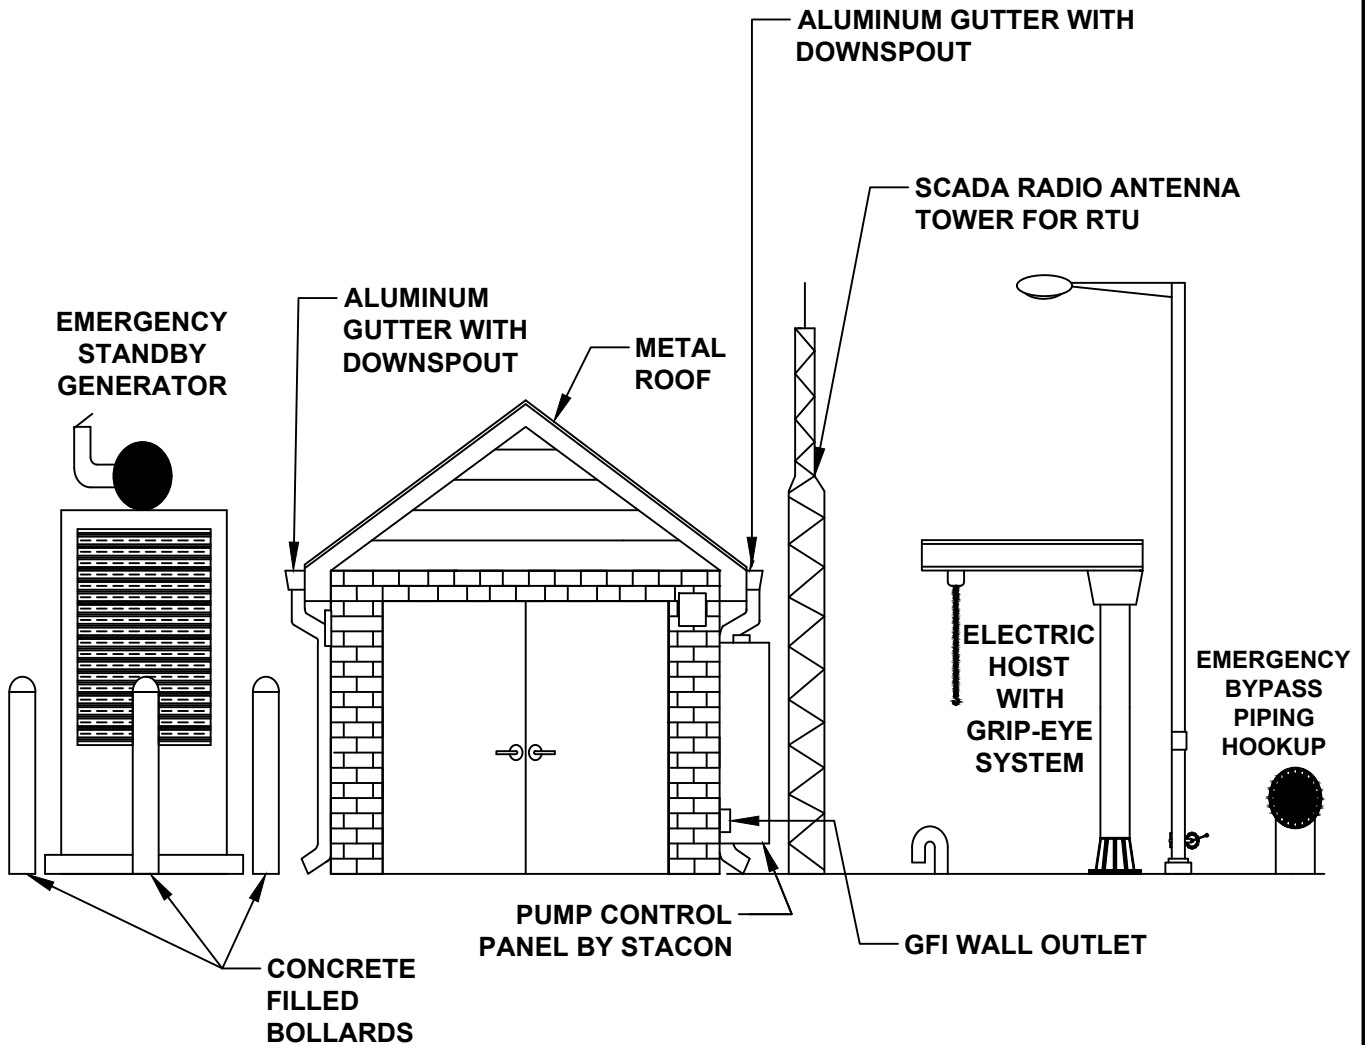 ALUMINUM GUTTER WITH
DOWNSPOUT
SCADA RADIO ANTENNA
TOWER FOR RTU
ALUMINUM
GUTTER WITH
DOWNSPOUT
EMERGENCY
STANDBY
GENERATOR
METAL
ROOF
ELECTRIC
HOIST
WITH
GRIP-EYE
SYSTEM
EMERGENCY
BYPASS
PIPING
HOOKUP
PUMP CONTROL
PANEL BY STACON
GFI WALL OUTLET
CONCRETE
FILLED
BOLLARDS